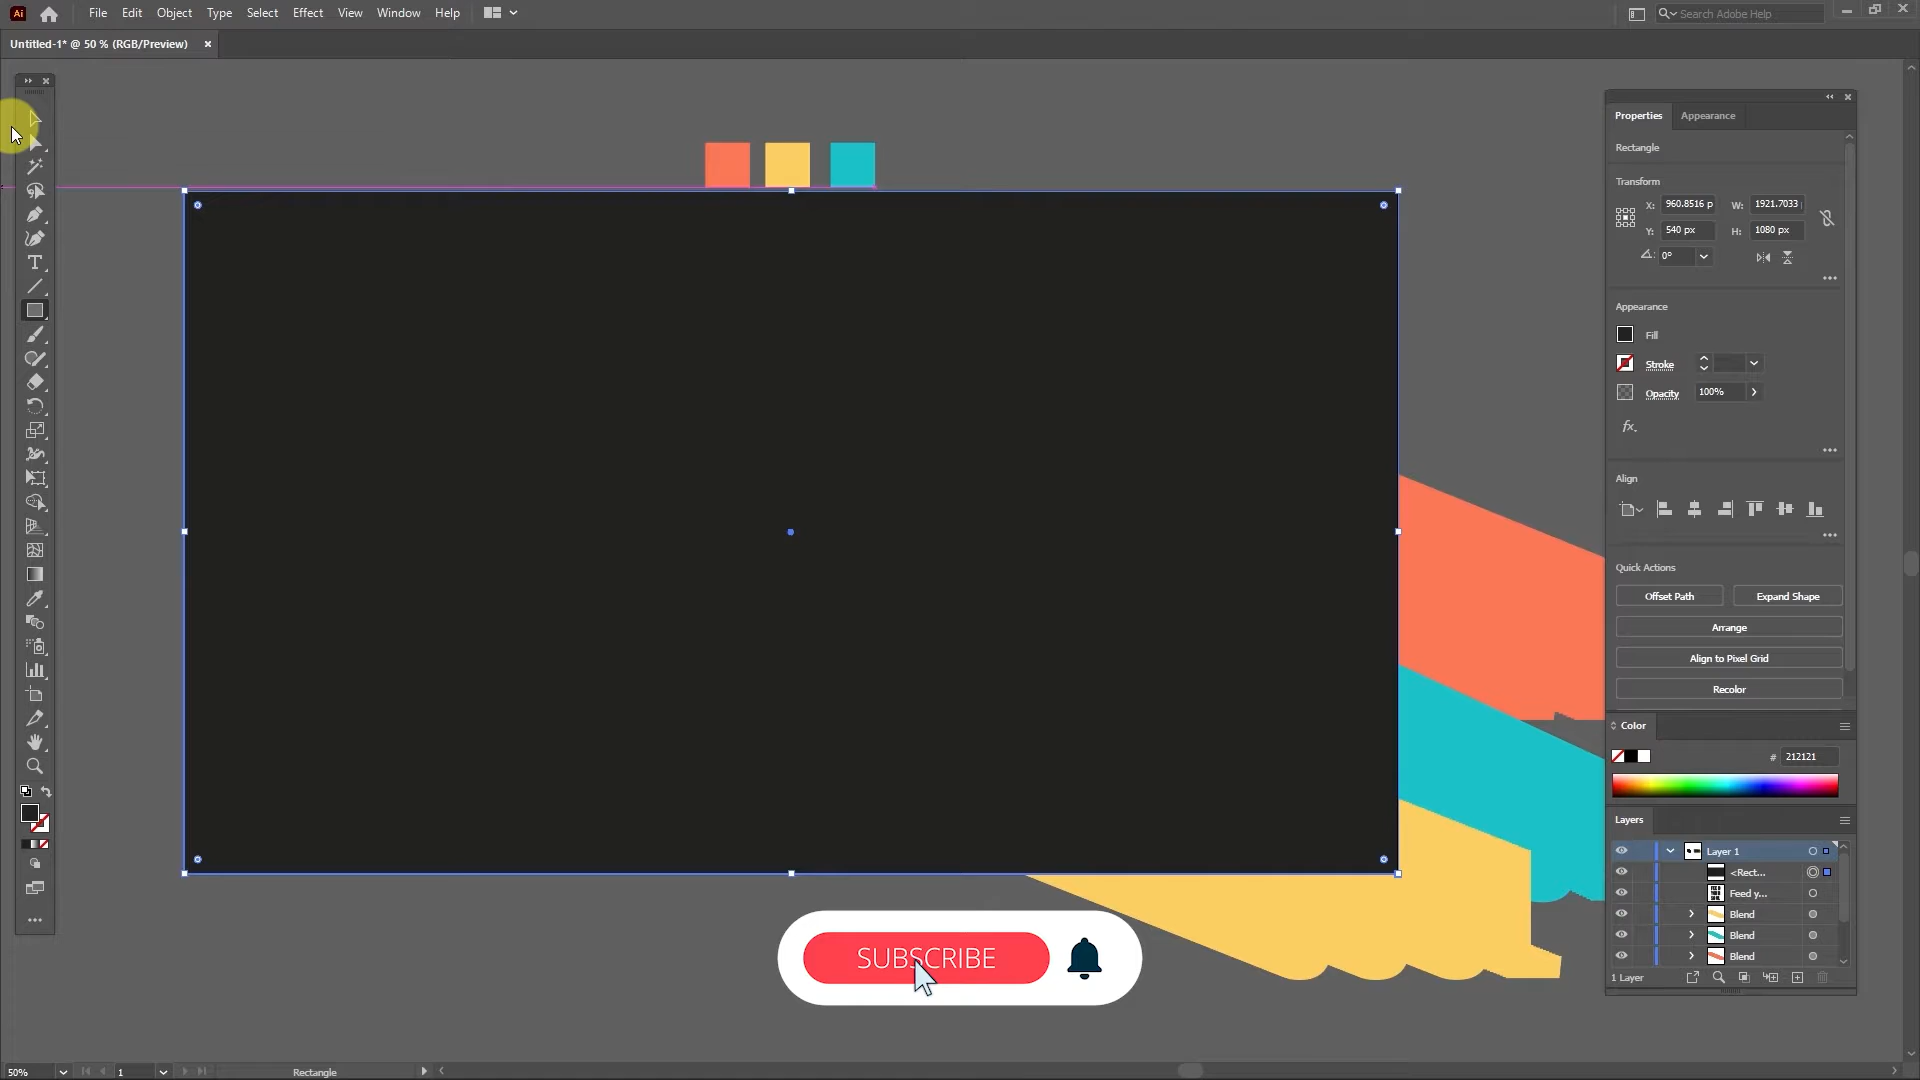 Ai File Edit Object Type Select Effect View Window Help Search Adobe Help
Untitled-1* @ 50 % (RGB/Preview) ×
Properties Appearance
Rectangle
Transform
X: 960.8516 p W: 1921.7033
Y: 540 px H: 1080 px
0°
Appearance
Fill
Stroke
Opacity 100%
fx.
Align
Quick Actions
Offset Path Expand Shape
Arrange
Align to Pixel Grid
Recolor
Color
# 212121
Layers
Layer 1
<Rect...
Feed y...
Blend
Blend
Blend
1 Layer
SUBSCRIBE
50% 1 Rectangle